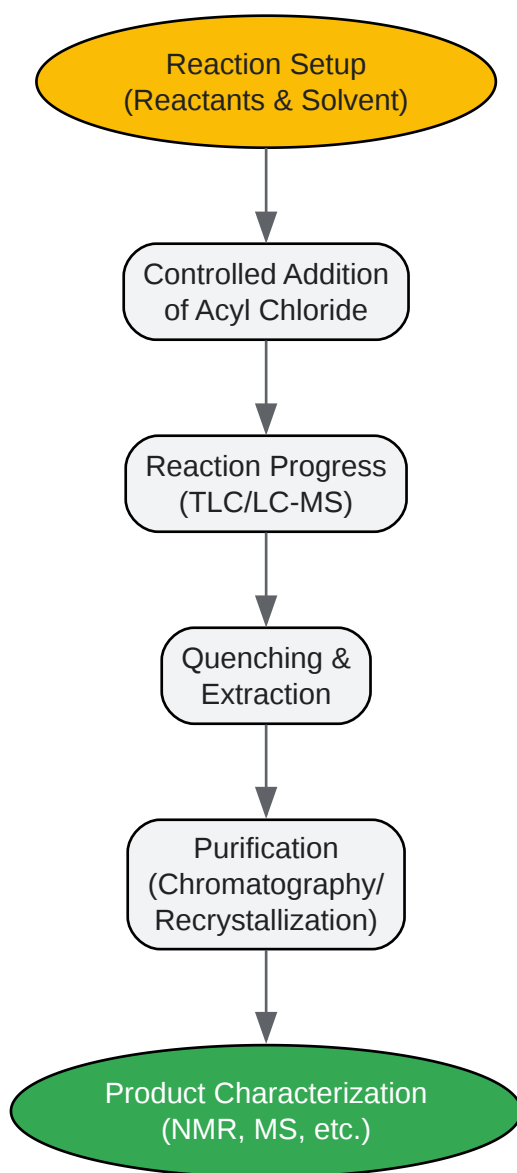 Reaction Setup
(Reactants & Solvent)
Controlled Addition
of Acyl Chloride
Reaction Progress
(TLC/LC-MS)
Quenching &
Extraction
Purification
(Chromatography/
Recrystallization)
Product Characterization
(NMR, MS, etc.)